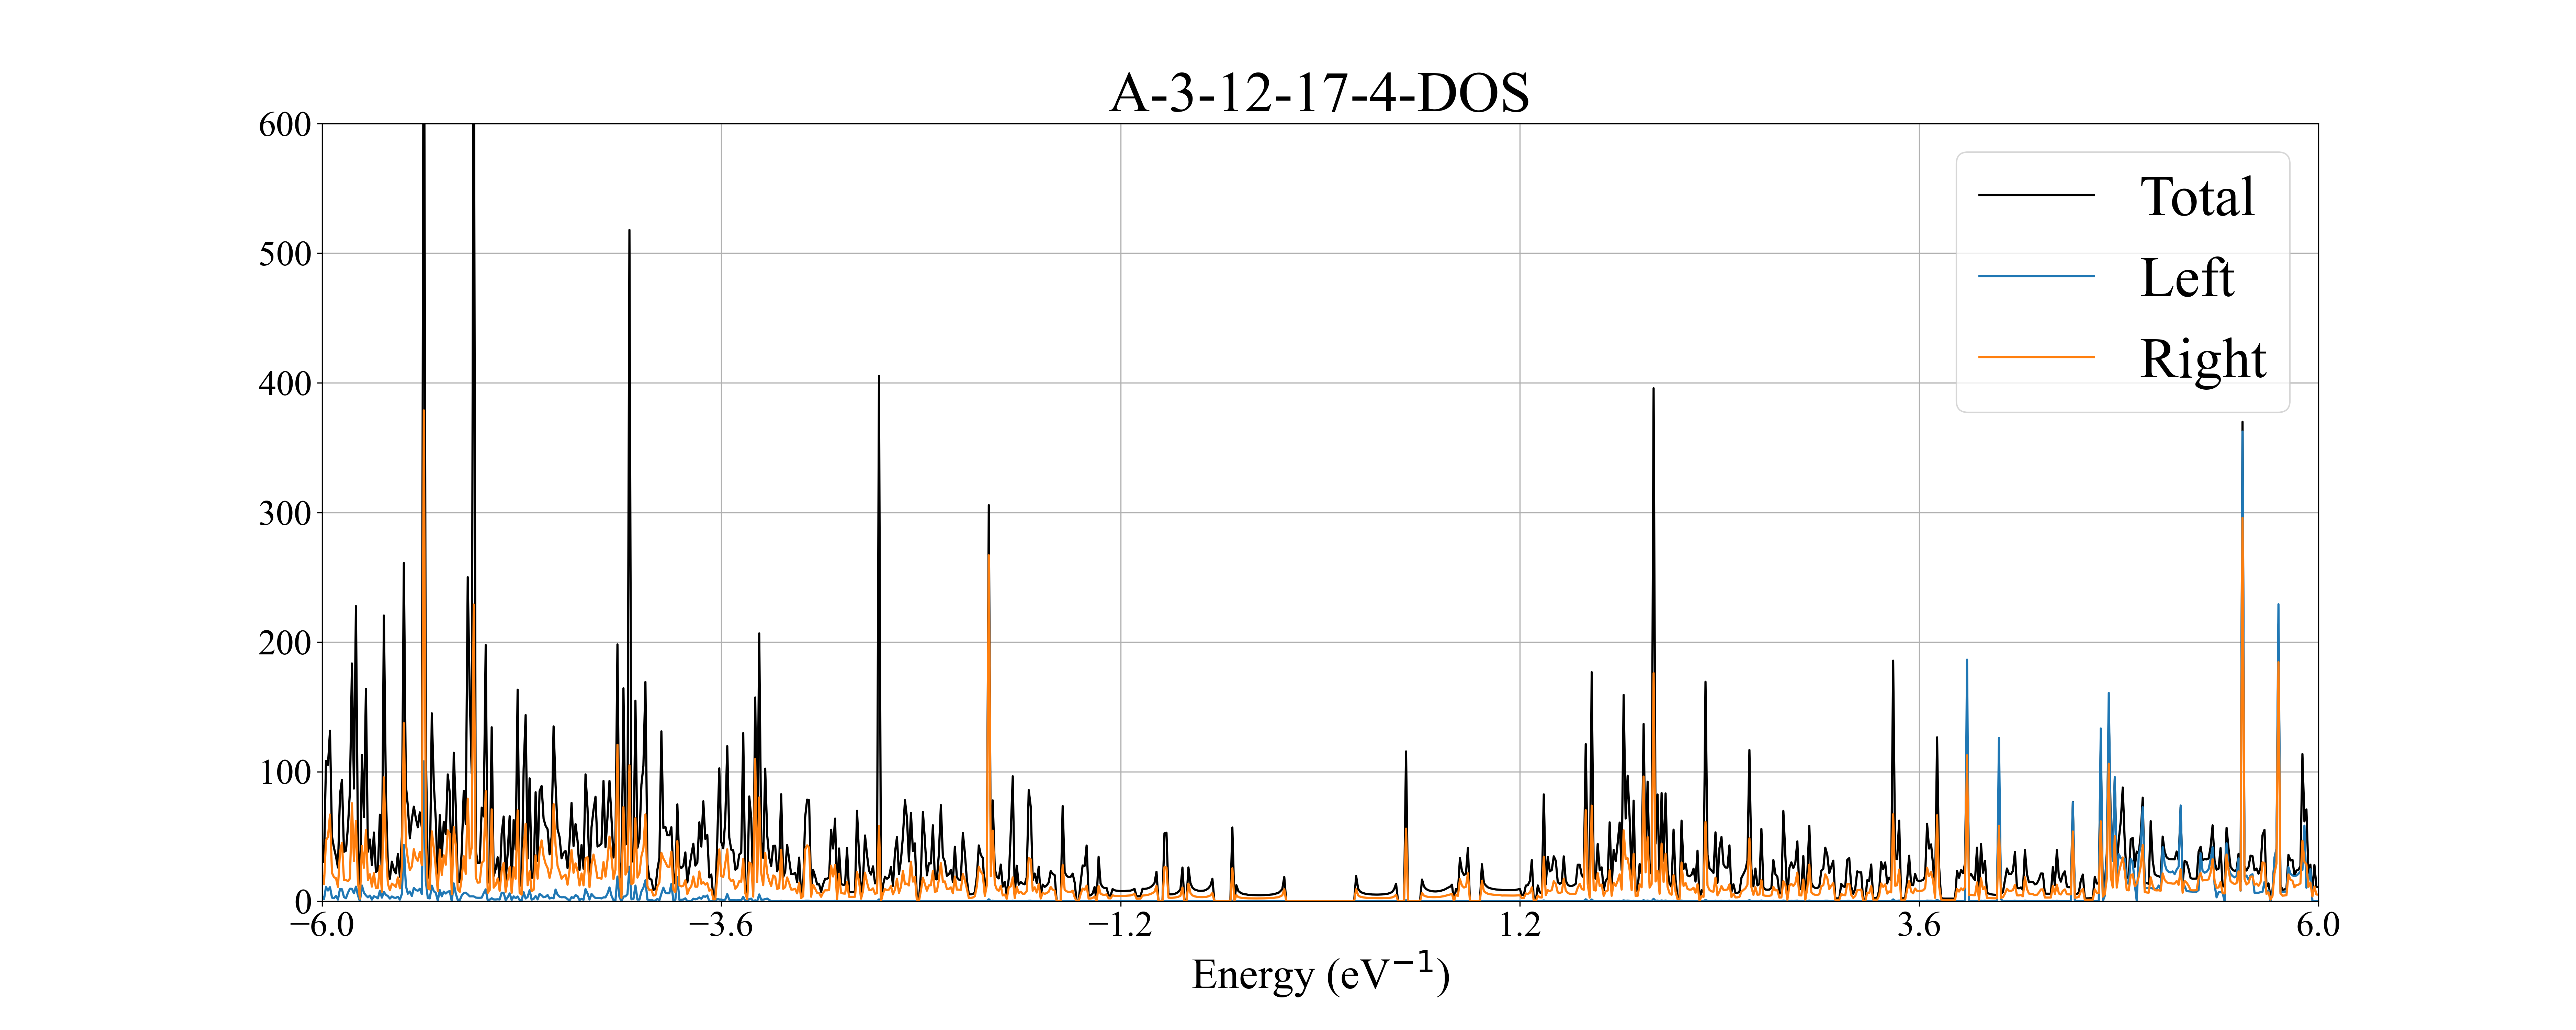 A-3-12-17-4-DOS
600
500
400
300
200
100
0
Total
Left
Right
−6.0 −3.6 −1.2 1.2 3.6 6.0
Energy (eV⁻¹)